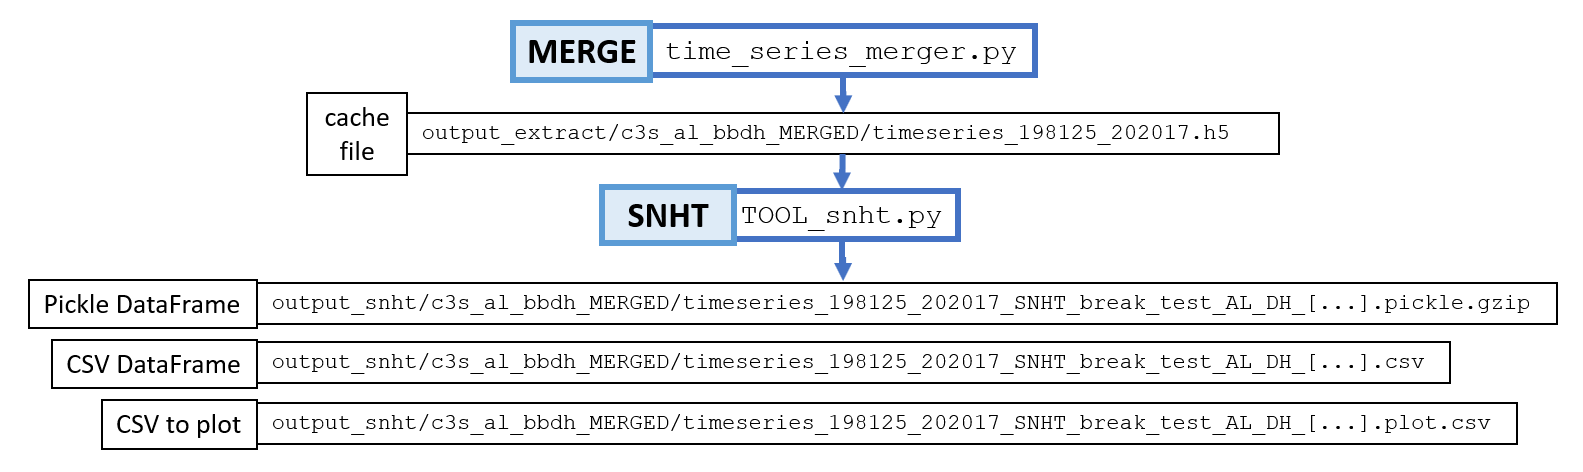 MERGE time_series_merger.py
cache
file
output_extract/c3s_al_bbdh_MERGED/timeseries_198125_202017.h5
SNHT TOOL_snht.py
Pickle DataFrame output_snht/c3s_al_bbdh_MERGED/timeseries_198125_202017_SNHT_break_test_AL_DH_[...].pickle.gzip
CSV DataFrame output_snht/c3s_al_bbdh_MERGED/timeseries_198125_202017_SNHT_break_test_AL_DH_[...].csv
CSV to plot output_snht/c3s_al_bbdh_MERGED/timeseries_198125_202017_SNHT_break_test_AL_DH_[...].plot.csv